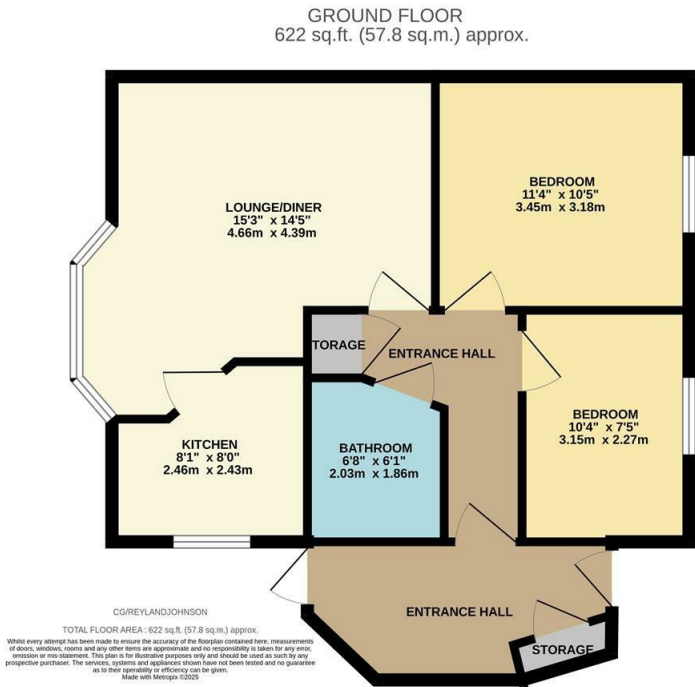 GROUND FLOOR
622 sq.ft. (57.8 sq.m.) approx.
LOUNGE/DINER
15'3" x 14'5"
4.66m x 4.39m
BEDROOM
11'4" x 10'5"
3.45m x 3.18m
TORAGE
ENTRANCE HALL
BEDROOM
10'4" x 7'5"
3.15m x 2.27m
KITCHEN
8'1" x 8'0"
2.46m x 2.43m
BATHROOM
6'8" x 6'1"
2.03m x 1.86m
ENTRANCE HALL
STORAGE
CG/REYLANDJOHNSON
TOTAL FLOOR AREA : 622 sq.ft. (57.8 sq.m.) approx.
Whilst every attempt has been made to ensure the accuracy of the floorplan contained here, measurements
of doors, windows, rooms and any other items are approximate and no responsibility is taken for any error,
omission or mis-statement. This plan is for illustrative purposes only and should be used as such by any
prospective purchaser. The services, systems and appliances shown have not been tested and no guarantee
as to their operability or efficiency can be given.
Made with Metropix ©2025